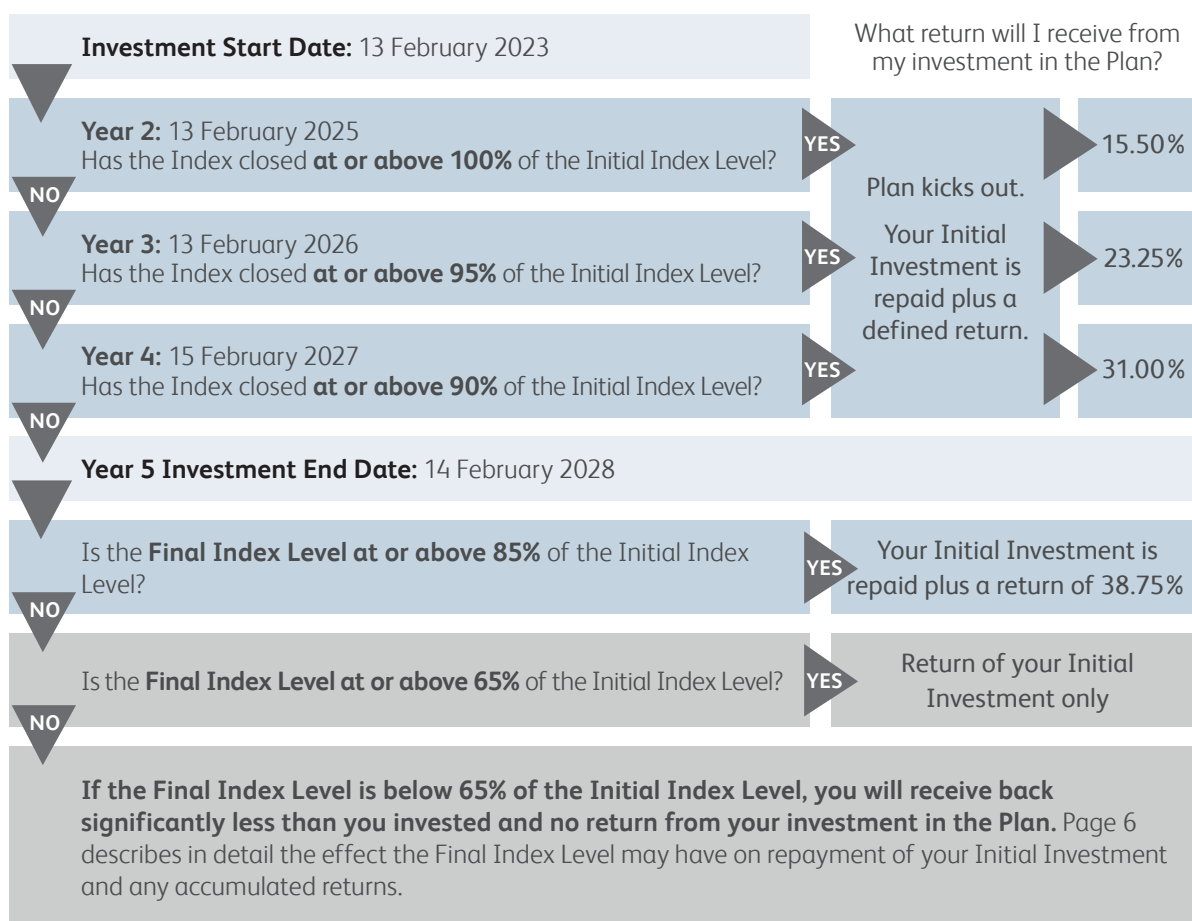 Investment Start Date: 13 February 2023
What return will I receive from
my investment in the Plan?
Year 2: 13 February 2025
Has the Index closed at or above 100% of the Initial Index Level?
YES
15.50%
NO
Plan kicks out.
Your Initial
Investment is
repaid plus a
defined return.
Year 3: 13 February 2026
Has the Index closed at or above 95% of the Initial Index Level?
YES
23.25%
NO
Year 4: 15 February 2027
Has the Index closed at or above 90% of the Initial Index Level?
YES
31.00%
NO
Year 5 Investment End Date: 14 February 2028
Is the Final Index Level at or above 85% of the Initial Index
Level?
YES
Your Initial Investment is
repaid plus a return of 38.75%
NO
Is the Final Index Level at or above 65% of the Initial Index Level?
YES
Return of your Initial
Investment only
NO
If the Final Index Level is below 65% of the Initial Index Level, you will receive back
significantly less than you invested and no return from your investment in the Plan. Page 6
describes in detail the effect the Final Index Level may have on repayment of your Initial Investment
and any accumulated returns.